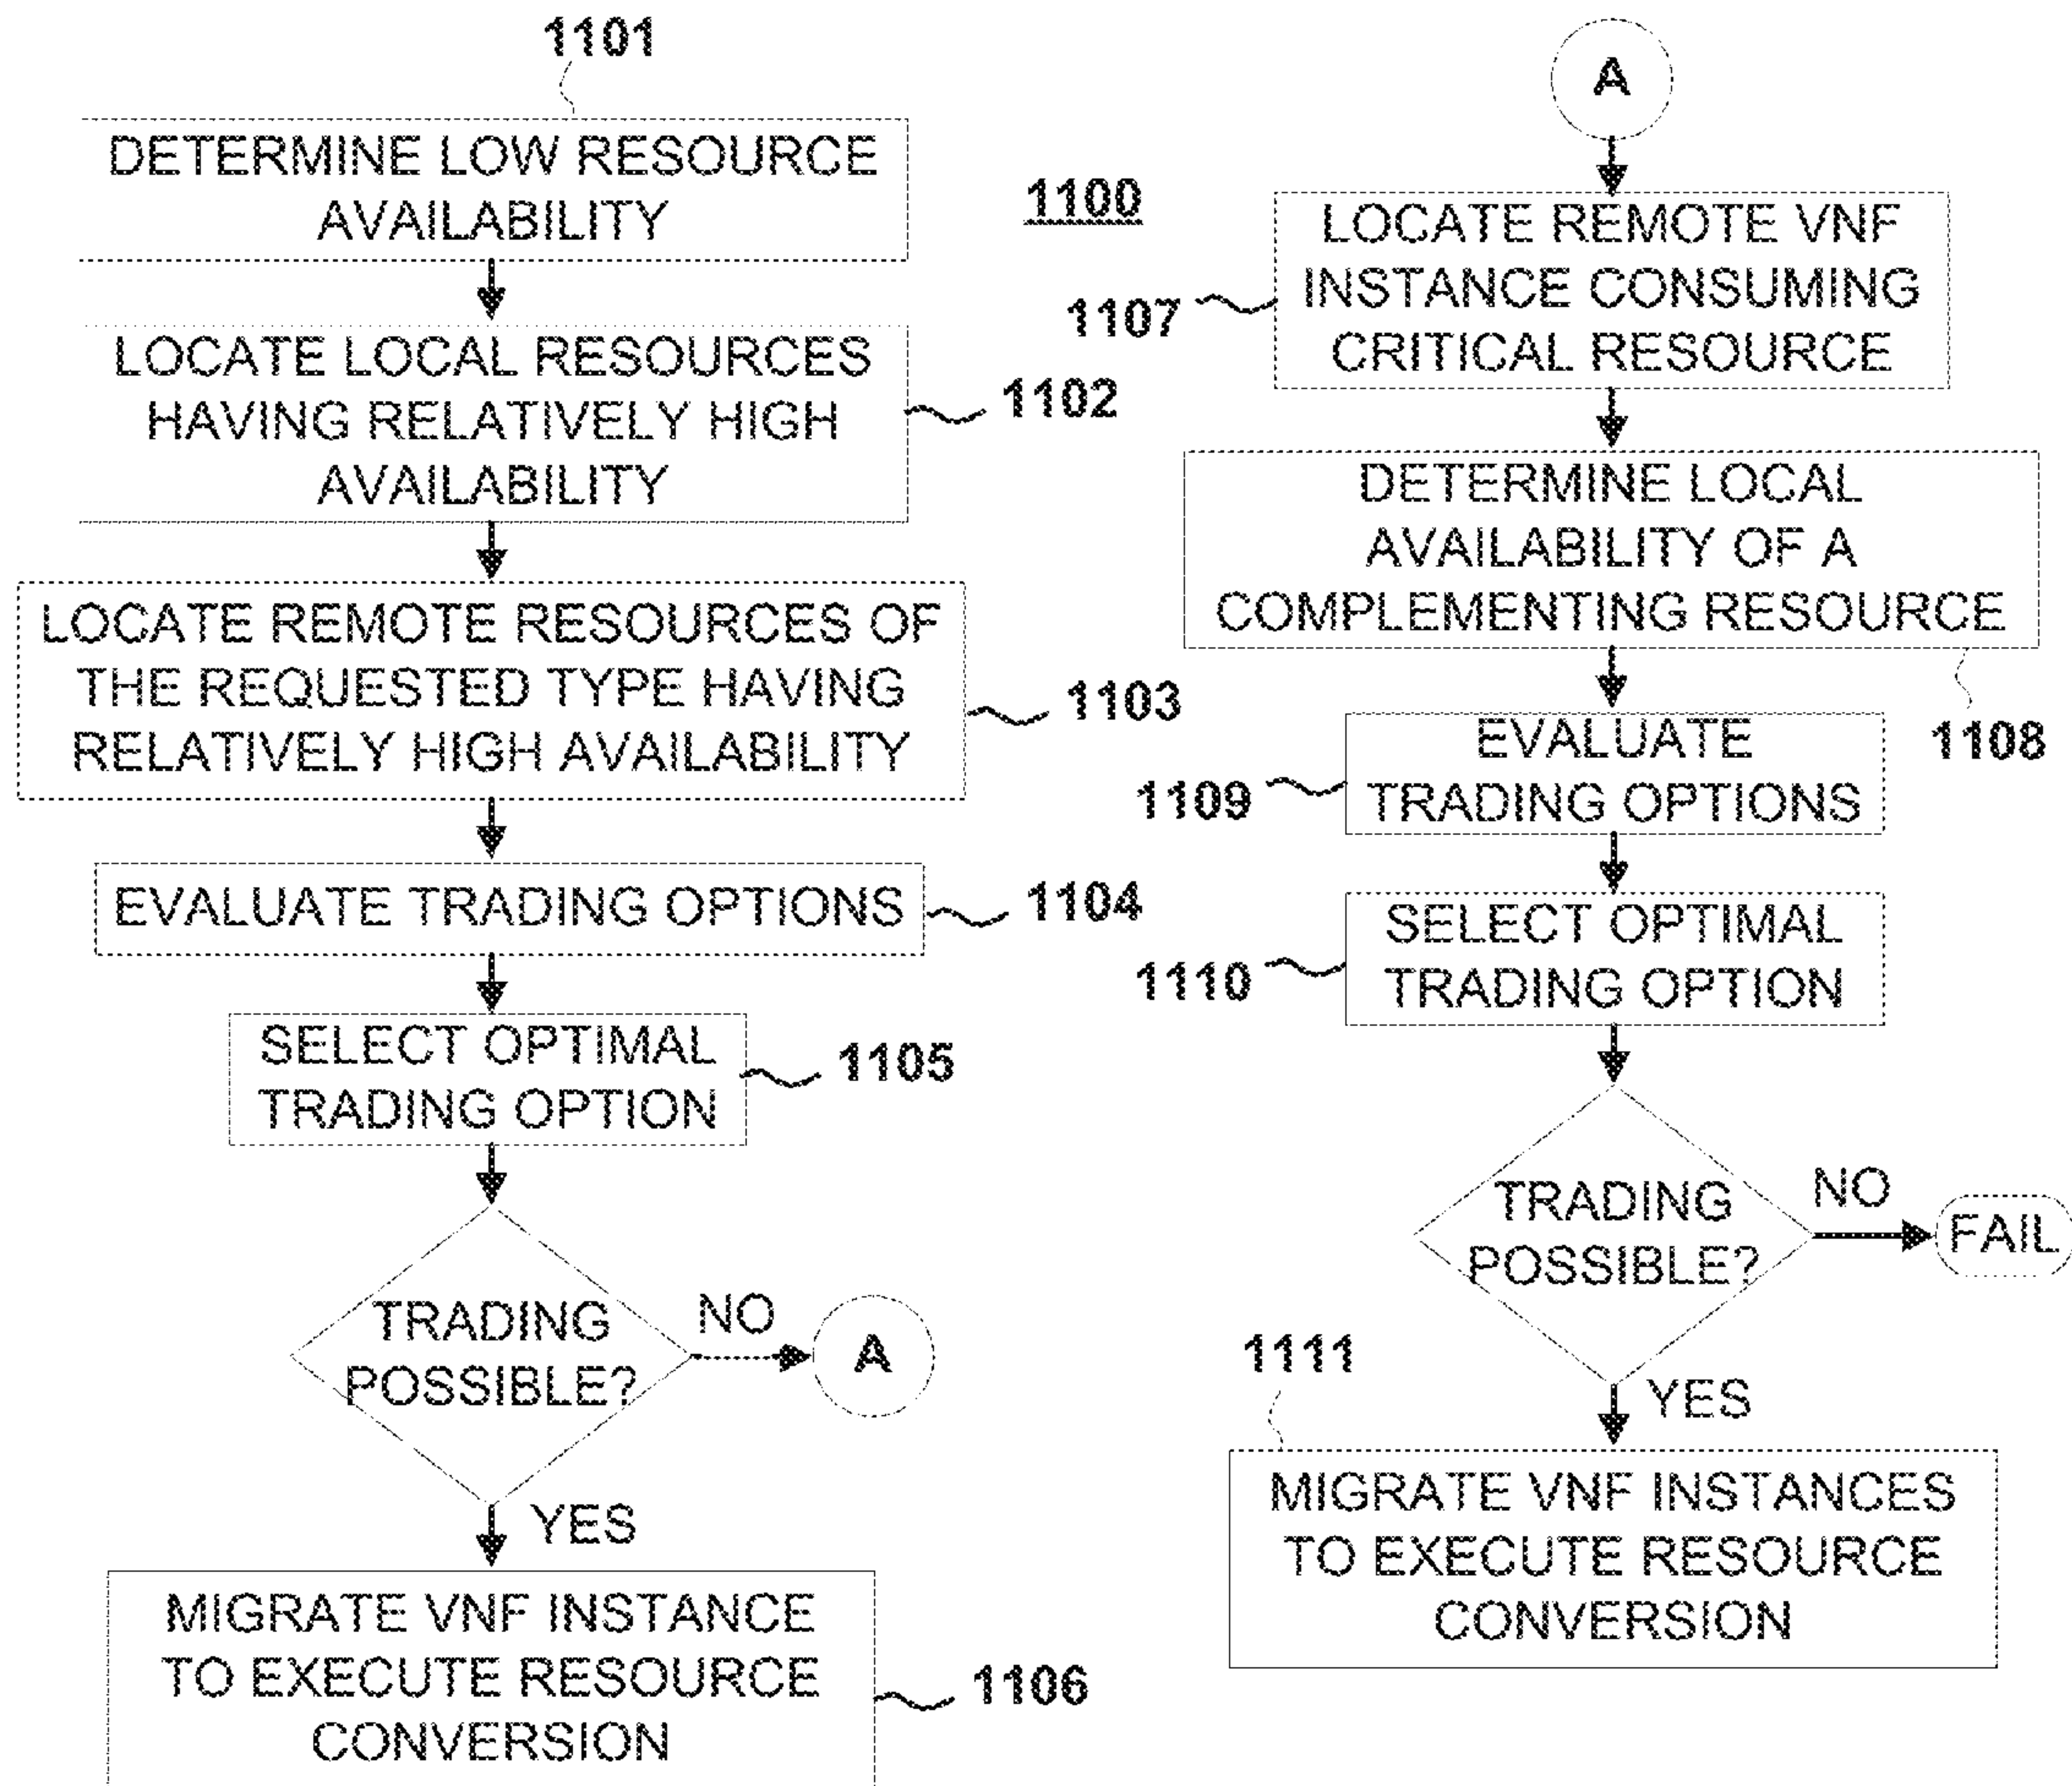 1101
DETERMINE LOW RESOURCE
AVAILABILITY
LOCATE LOCAL RESOURCES
HAVING RELATIVELY HIGH
AVAILABILITY
1102
LOCATE REMOTE RESOURCES OF
THE REQUESTED TYPE HAVING
RELATIVELY HIGH AVAILABILITY
1103
EVALUATE TRADING OPTIONS
1104
SELECT OPTIMAL
TRADING OPTION
1105
TRADING
POSSIBLE?
NO
A
YES
MIGRATE VNF INSTANCE
TO EXECUTE RESOURCE
CONVERSION
1106
1100
A
LOCATE REMOTE VNF
INSTANCE CONSUMING
CRITICAL RESOURCE
1107
DETERMINE LOCAL
AVAILABILITY OF A
COMPLEMENTING RESOURCE
1108
EVALUATE
TRADING OPTIONS
1109
SELECT OPTIMAL
TRADING OPTION
1110
TRADING
POSSIBLE?
NO
FAIL
YES
1111
MIGRATE VNF INSTANCES
TO EXECUTE RESOURCE
CONVERSION